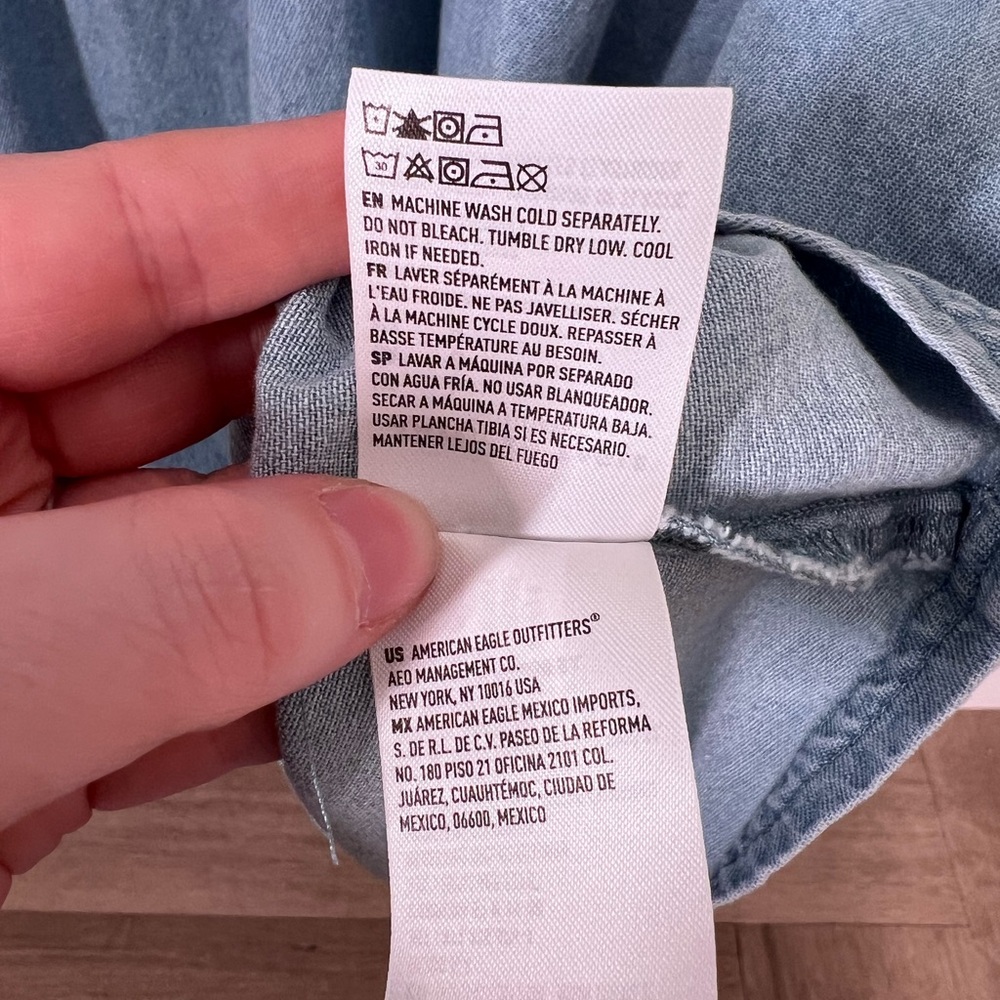 30
EN MACHINE WASH COLD SEPARATELY.
DO NOT BLEACH. TUMBLE DRY LOW. COOL
IRON IF NEEDED.
FR LAVER SÉPARÉMENT À LA MACHINE À
L'EAU FROIDE. NE PAS JAVELLISER. SÉCHER
À LA MACHINE CYCLE DOUX. REPASSER À
BASSE TEMPÉRATURE AU BESOIN.
SP LAVAR A MÁQUINA POR SEPARADO
CON AGUA FRÍA. NO USAR BLANQUEADOR.
SECAR A MÁQUINA A TEMPERATURA BAJA.
USAR PLANCHA TIBIA SI ES NECESARIO.
MANTENER LEJOS DEL FUEGO
US AMERICAN EAGLE OUTFITTERS®
AEO MANAGEMENT CO.
NEW YORK, NY 10016 USA
MX AMERICAN EAGLE MEXICO IMPORTS,
S. DE R.L. DE C.V. PASEO DE LA REFORMA
NO. 180 PISO 21 OFICINA 2101 COL.
JUÁREZ, CUAUHTÉMOC, CIUDAD DE
MEXICO, 06600, MEXICO